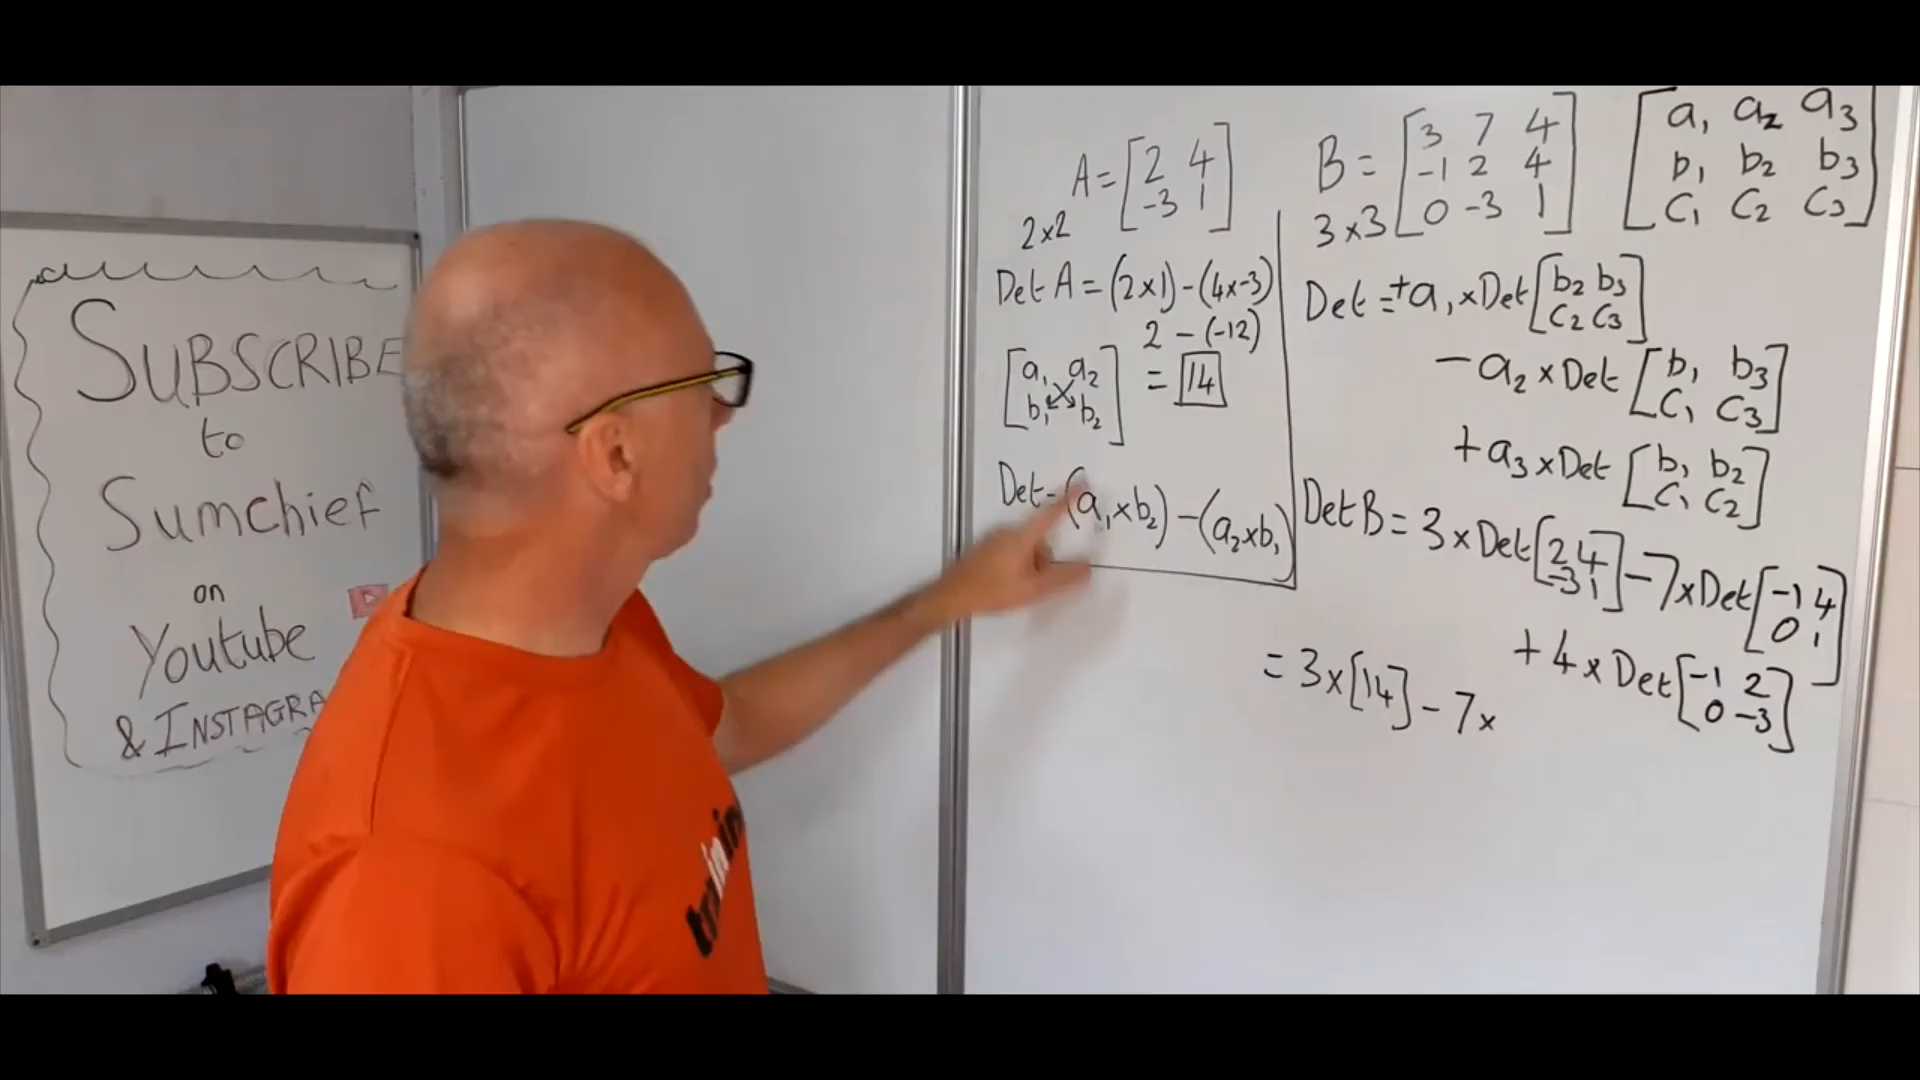 SUBSCRIBE
to
Sumchief
on
Youtube
& INSTAGRA
A = [2 4
-3 1]
2x2
Det A = (2x1) - (4x-3)
2 - (-12)
= 14
[a₁ a₂
b₁ b₂]
Det = (a₁xb₂) - (a₂xb₁)
B = [3 7 4
-1 2 4
0 -3 1]
3x3
[a₁ a₂ a₃
b₁ b₂ b₃
C₁ C₂ C₃]
Det = +a₁ x Det [b₂ b₃
C₂ C₃]
- a₂ x Det [b₁ b₃
C₁ C₃]
+ a₃ x Det [b₁ b₂
C₁ C₂]
Det B = 3 x Det [2 4
-3 1] - 7 x Det [-1 4
0 1]
+ 4 x Det [-1 2
0 -3]
= 3 x [14] - 7 x